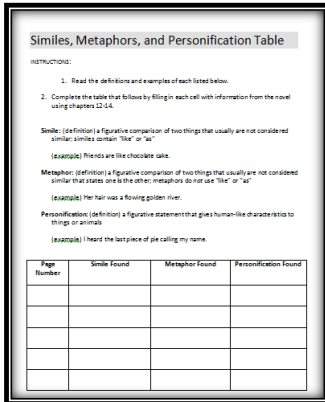 Similes, Metaphors, and Personification Table
INSTRUCTIONS:
1. Read the definitions and examples of each listed below.
2. Complete the table that follows by filling in each cell with information from the novel
using chapters 12-14.
Simile: (definition) a figurative comparison of two things that usually are not considered
similar; similes contain "like" or "as"
(example) Friends are like chocolate cake.
Metaphor: (definition) a figurative comparison of two things that usually are not considered
similar that states one is the other; metaphors do not use "like" or "as"
(example) Her hair was a flowing golden river.
Personification: (definition) a figurative statement that gives human-like characteristics to
things or animals
(example) I heard the last piece of pie calling my name.
Page Number Simile Found Metaphor Found Personification Found